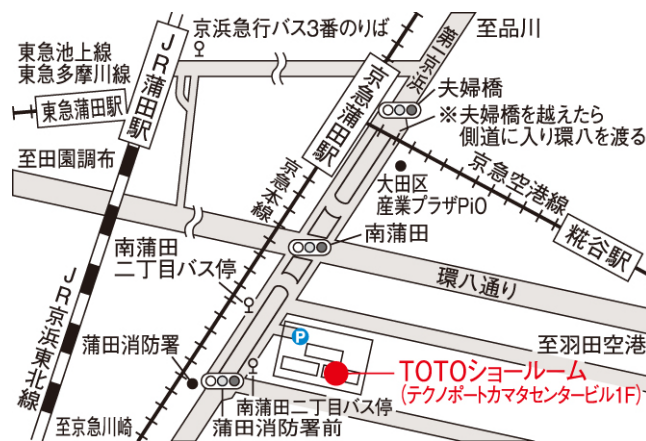 京浜急行バス3番のりば
至品川
第一京浜
東急池上線
東急多摩川線
JR蒲田駅
京急蒲田駅
夫婦橋
東急蒲田駅
※夫婦橋を越えたら
側道に入り環八を渡る
至田園調布
京急本線
大田区
産業プラザPiO
京急空港線
糀谷駅
南蒲田
南蒲田
二丁目バス停
環八通り
JR京浜東北線
P
至羽田空港
蒲田消防署
TOTOショールーム
(テクノポートカマタセンタービル1F)
南蒲田二丁目バス停
蒲田消防署前
至京急川崎